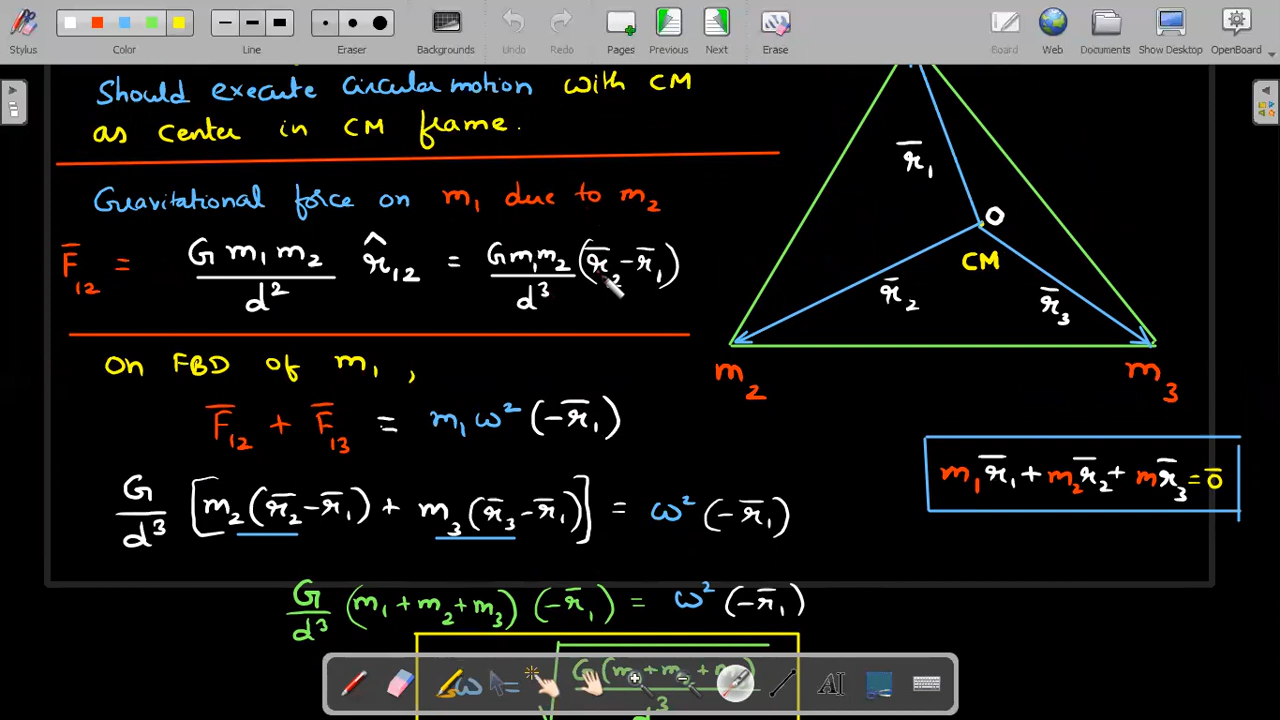 Stylus Color Line Eraser Backgrounds Undo Redo Pages Previous Next Erase Board Web Documents Show Desktop OpenBoard
Should execute circular motion with CM
as center in CM frame.
Gravitational force on m₁ due to m₂
F̅₁₂ = G m₁ m₂ / d² r̂₁₂ = G m₁ m₂ / d³ (r̅₂ − r̅₁)
On FBD of m₁ ,
F̅₁₂ + F̅₁₃ = m₁ ω² (−r̅₁)
G / d³ [m₂ (r̅₂ − r̅₁) + m₃ (r̅₃ − r̅₁)] = ω² (−r̅₁)
G / d³ (m₁ + m₂ + m₃) (−r̅₁) = ω² (−r̅₁)
r̅₁
O
CM
r̅₂
r̅₃
m₂
m₃
m₁ r̅₁ + m₂ r̅₂ + m r̅₃ = 0̅